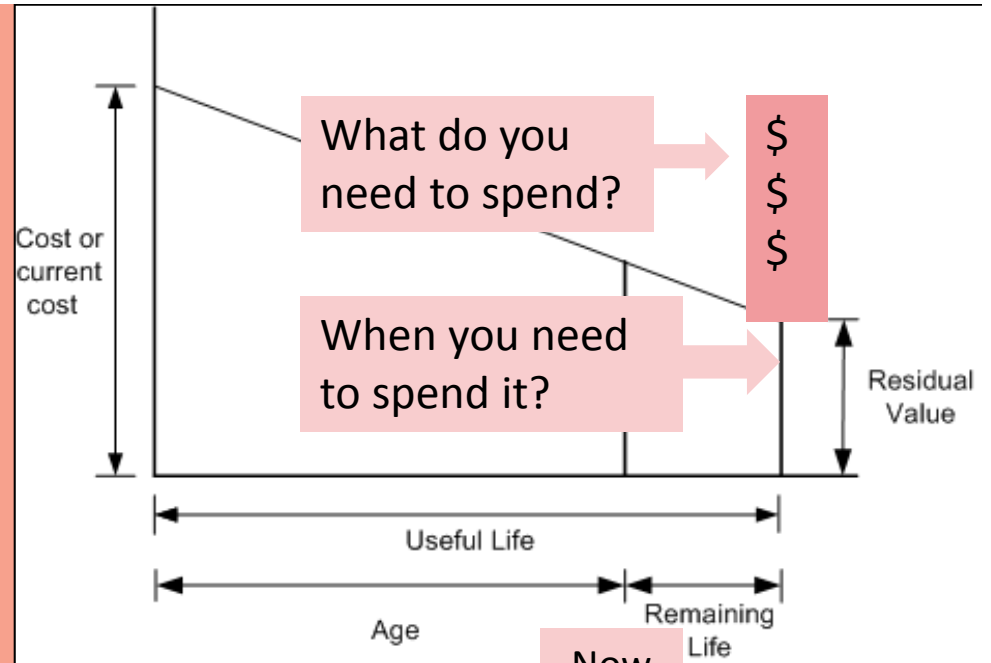 What do you
need to spend?
$
$
$
Cost or
current
cost
When you need
to spend it?
Residual
Value
Useful Life
Age
Remaining
Life
Now